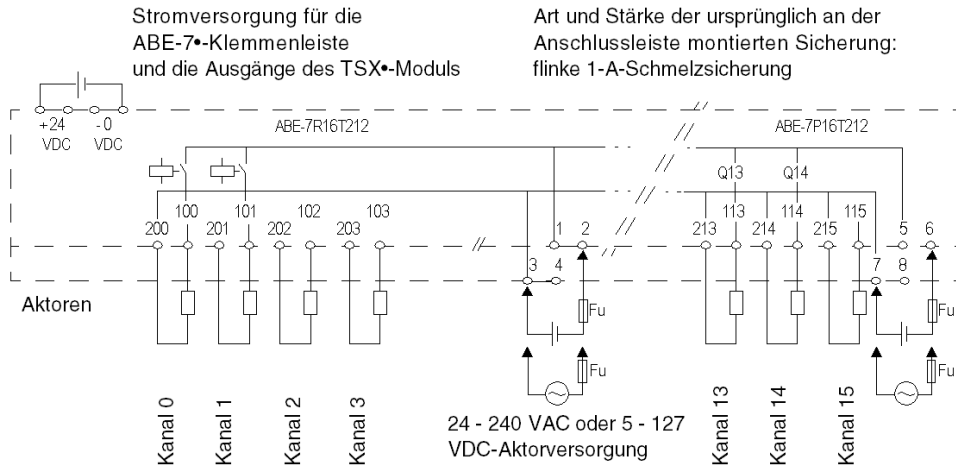 Stromversorgung für die
ABE-7•-Klemmenleiste
und die Ausgänge des TSX•-Moduls
Art und Stärke der ursprünglich an der
Anschlussleiste montierten Sicherung:
flinke 1-A-Schmelzsicherung
+24 -0
VDC VDC
ABE-7R16T212
ABE-7P16T212
Q13 Q14
200 100 201 101 202 102 203 103
1 2
213 113 214 114 215 115
5 6
3 4
7 8
Aktoren
Fu
Fu
Fu
Fu
Kanal 0
Kanal 1
Kanal 2
Kanal 3
24 - 240 VAC oder 5 - 127
VDC-Aktorversorgung
Kanal 13
Kanal 14
Kanal 15